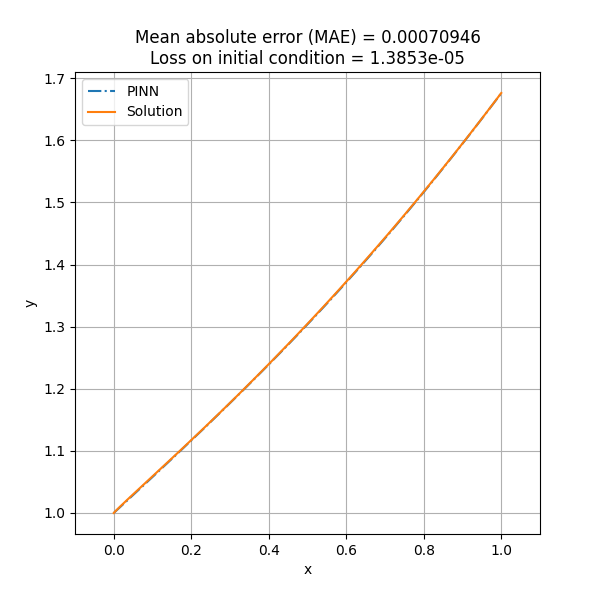 Mean absolute error (MAE) = 0.00070946
Loss on initial condition = 1.3853e-05
PINN
Solution
1.7
1.6
1.5
1.4
1.3
1.2
1.1
1.0
y
0.0 0.2 0.4 0.6 0.8 1.0
x